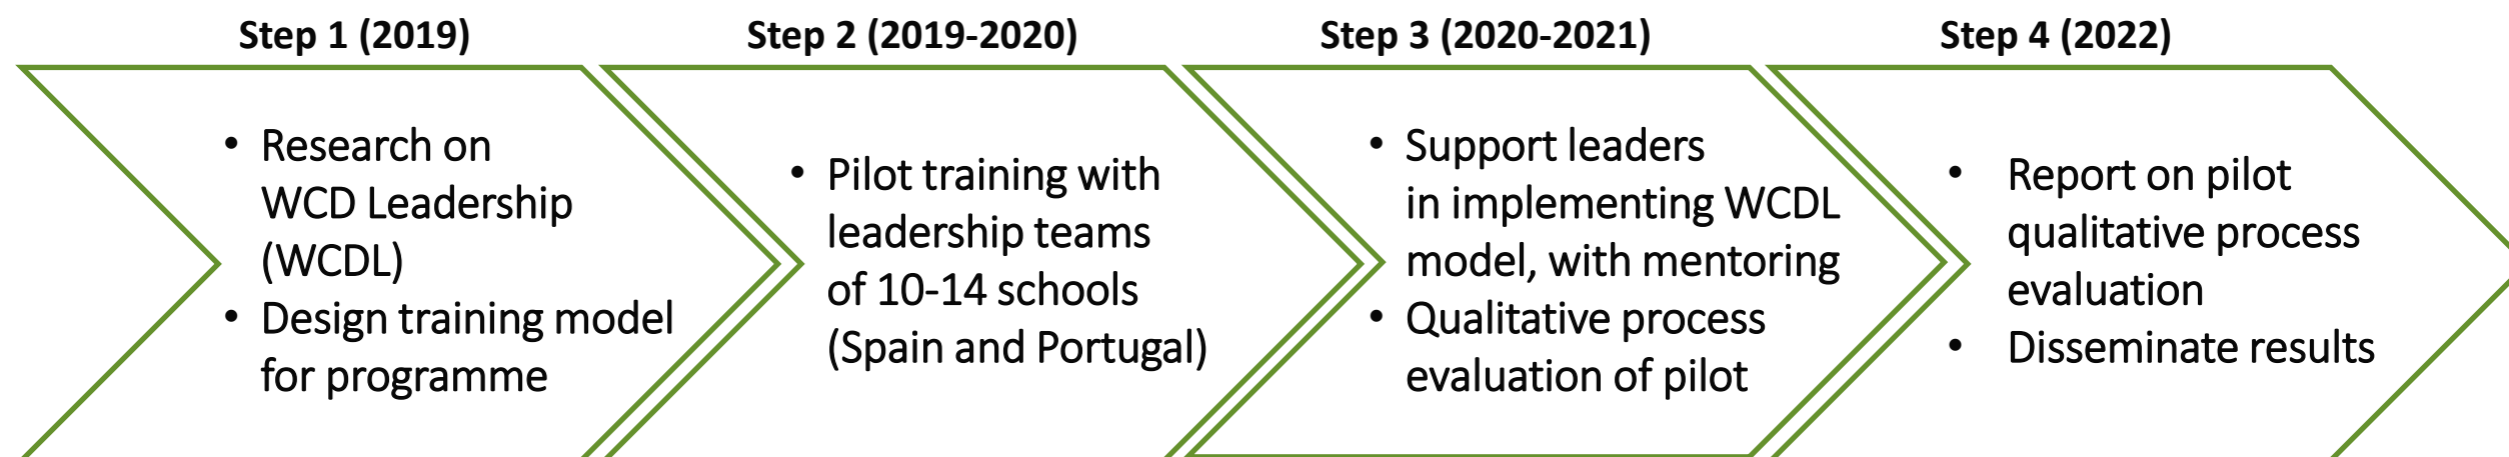 Step 1 (2019)
• Research on
WCD Leadership
(WCDL)
• Design training model
for programme
Step 2 (2019-2020)
• Pilot training with
leadership teams
of 10-14 schools
(Spain and Portugal)
Step 3 (2020-2021)
• Support leaders
in implementing WCDL
model, with mentoring
• Qualitative process
evaluation of pilot
Step 4 (2022)
• Report on pilot
qualitative process
evaluation
• Disseminate results